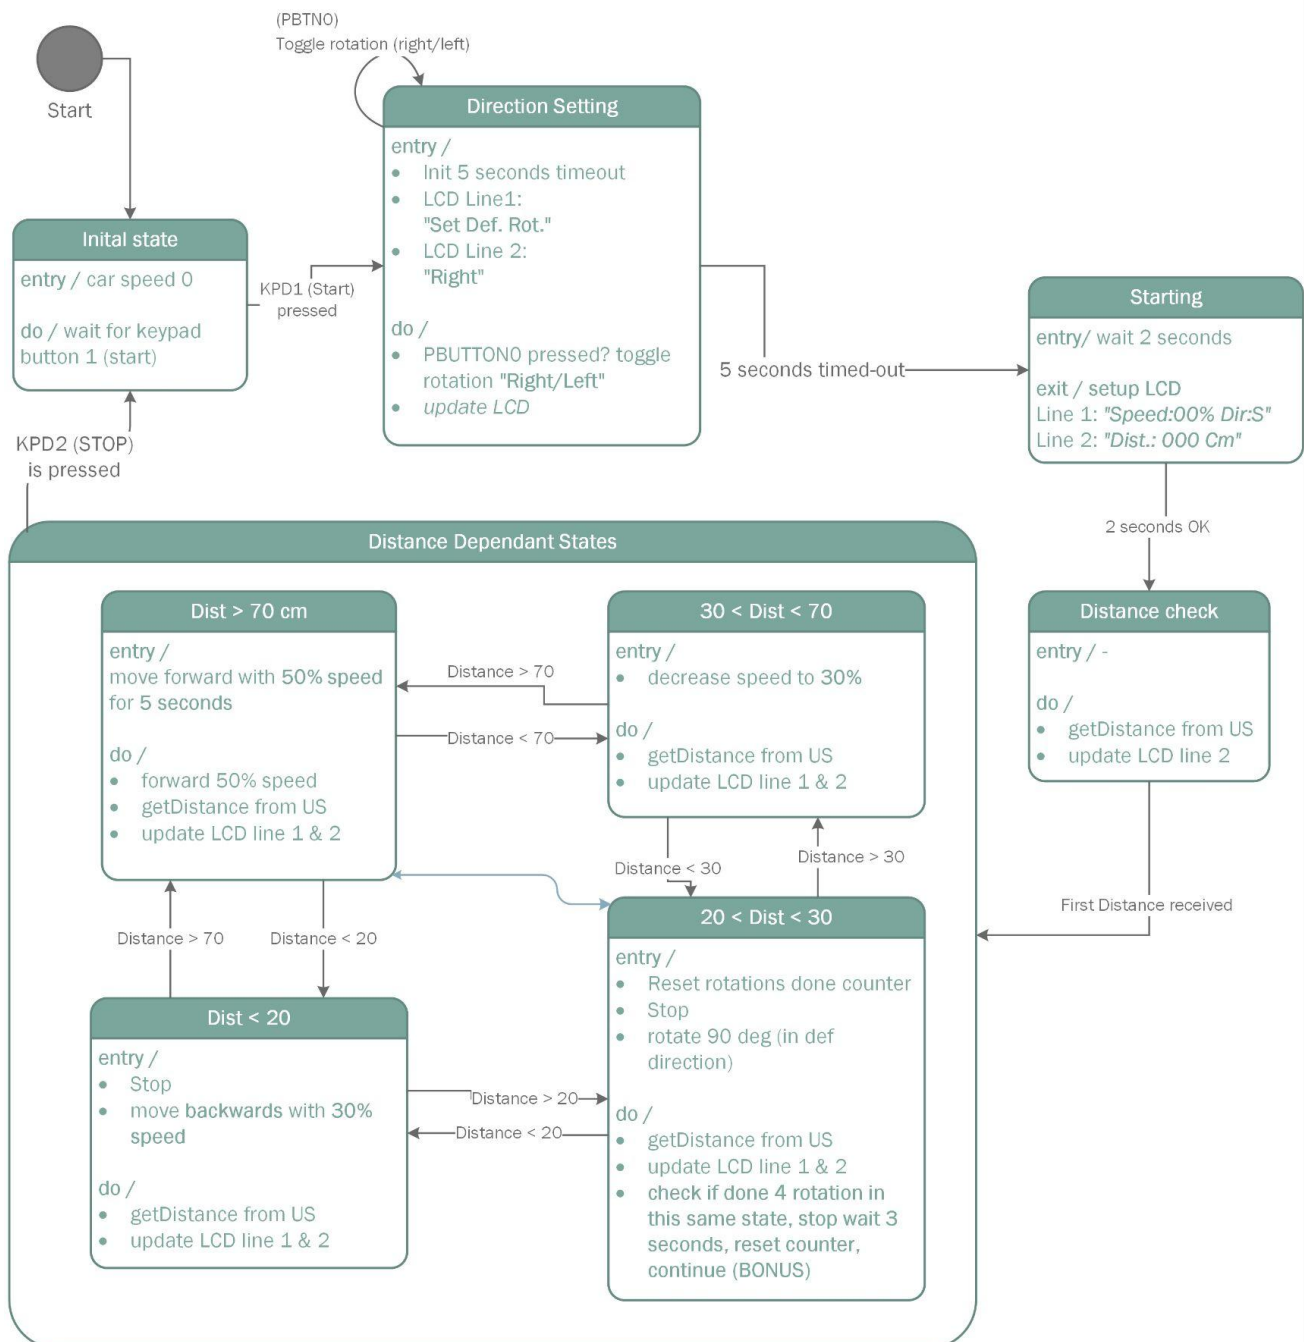 (PBTN0)
Toggle rotation (right/left)
Start
Direction Setting
entry /
• Init 5 seconds timeout
• LCD Line1:
"Set Def. Rot."
• LCD Line 2:
"Right"
do /
• PBUTTON0 pressed? toggle
rotation "Right/Left"
• update LCD
Inital state
entry / car speed 0
do / wait for keypad
button 1 (start)
KPD1 (Start)
pressed
5 seconds timed-out
Starting
entry/ wait 2 seconds
exit / setup LCD
Line 1: "Speed:00% Dir:S"
Line 2: "Dist.: 000 Cm"
KPD2 (STOP)
is pressed
2 seconds OK
Distance check
entry / -
do /
• getDistance from US
• update LCD line 2
First Distance received
Distance Dependant States
Dist > 70 cm
entry /
move forward with 50% speed
for 5 seconds
do /
• forward 50% speed
• getDistance from US
• update LCD line 1 & 2
Distance > 70
Distance < 70
30 < Dist < 70
entry /
• decrease speed to 30%
do /
• getDistance from US
• update LCD line 1 & 2
Distance < 30
Distance > 30
Distance > 70
Distance < 20
20 < Dist < 30
entry /
• Reset rotations done counter
• Stop
• rotate 90 deg (in def
direction)
do /
• getDistance from US
• update LCD line 1 & 2
• check if done 4 rotation in
this same state, stop wait 3
seconds, reset counter,
continue (BONUS)
Dist < 20
entry /
• Stop
• move backwards with 30%
speed
do /
• getDistance from US
• update LCD line 1 & 2
Distance > 20
Distance < 20